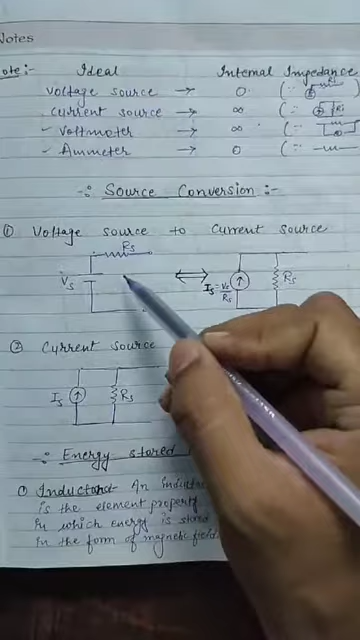 Notes
Note:- Ideal Internal Impedance
Voltage source → 0 (∵
Current source → ∞ (∵
✓ Voltmeter → ∞ (∵
✓ Ammeter → 0 (∵
-: Source Conversion :-
① Voltage source to Current source
Rs
Vs Is = Vs/Rs Rs
② Current source
Is Rs
-: Energy stored
① Inductor:- An induc
is the element property
in which energy is stored
in the form of magnetic field.